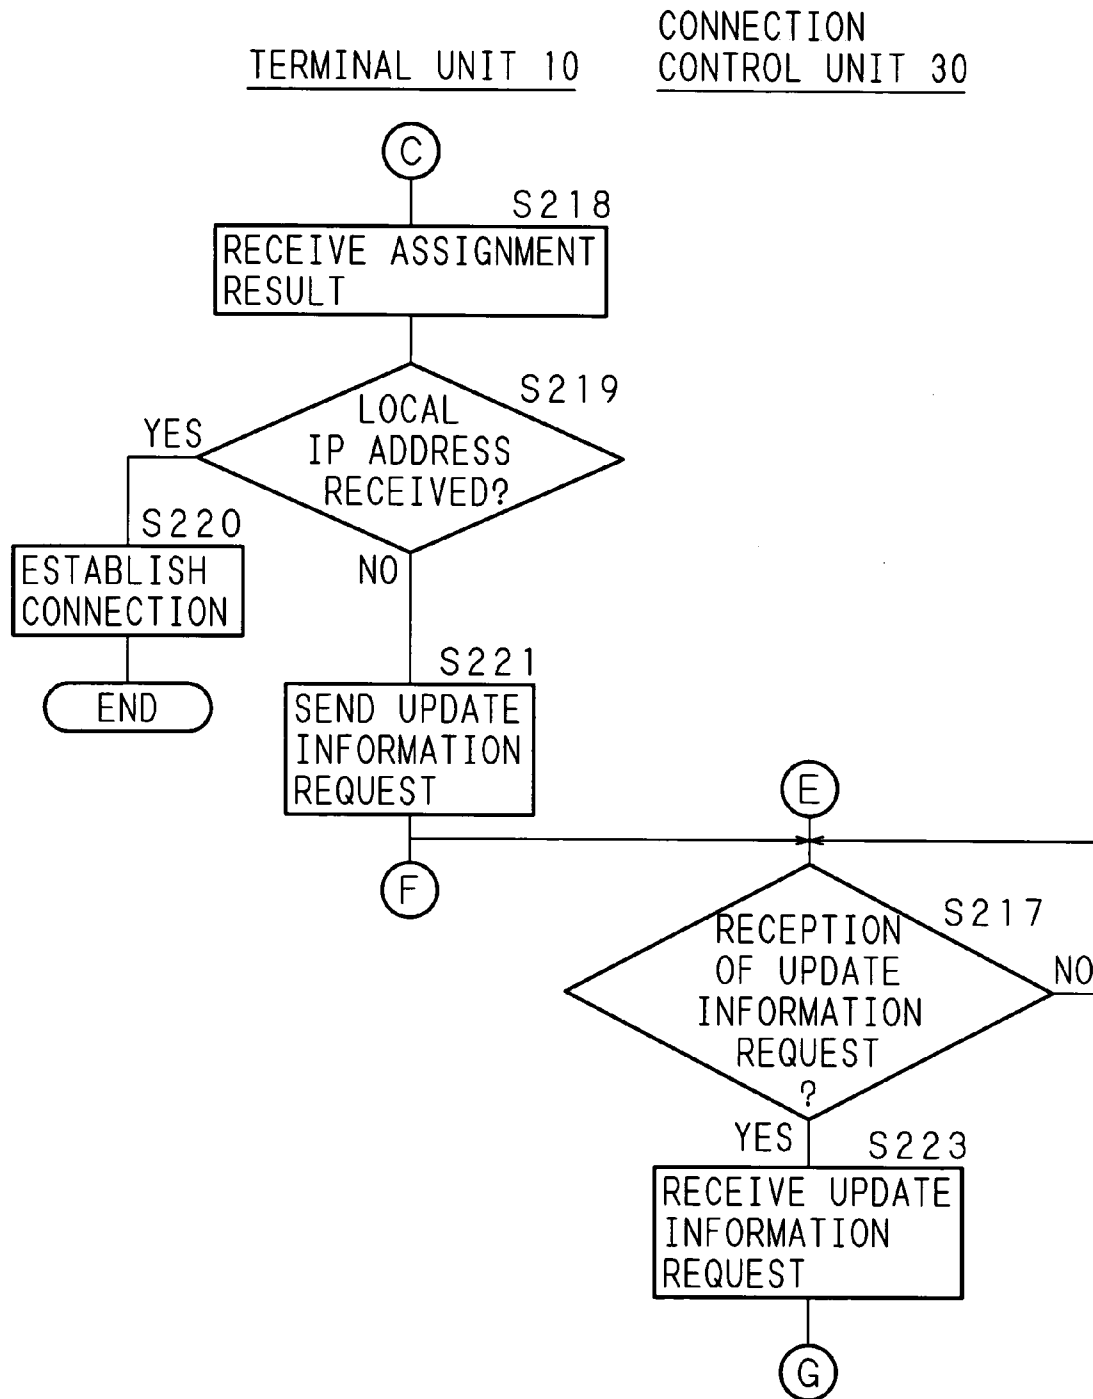 TERMINAL UNIT 10
CONNECTION
CONTROL UNIT 30
C
S218
RECEIVE ASSIGNMENT
RESULT
S219
LOCAL
IP ADDRESS
RECEIVED?
YES
NO
S220
ESTABLISH
CONNECTION
END
S221
SEND UPDATE
INFORMATION
REQUEST
F
E
S217
RECEPTION
OF UPDATE
INFORMATION
REQUEST
?
NO
YES
S223
RECEIVE UPDATE
INFORMATION
REQUEST
G